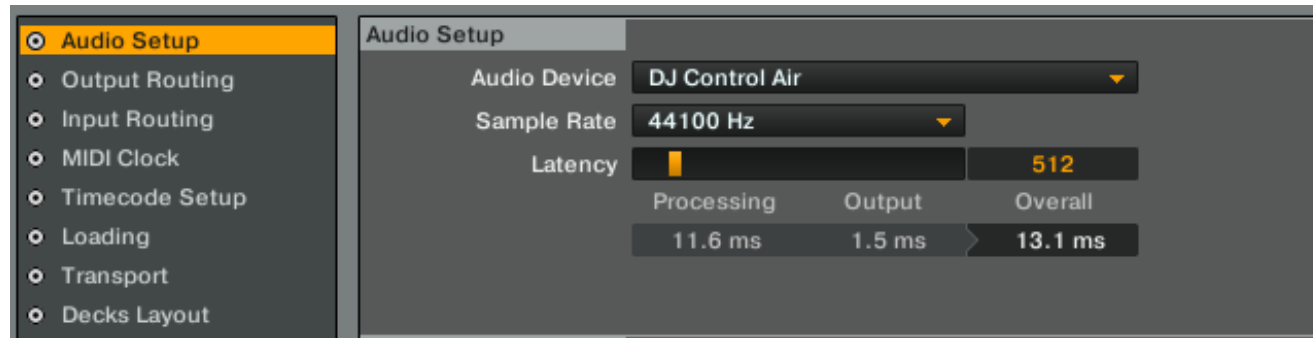 Audio Setup
Output Routing
Input Routing
MIDI Clock
Timecode Setup
Loading
Transport
Decks Layout
Audio Setup
Audio Device DJ Control Air
Sample Rate 44100 Hz
Latency 512
Processing Output Overall
11.6 ms 1.5 ms 13.1 ms